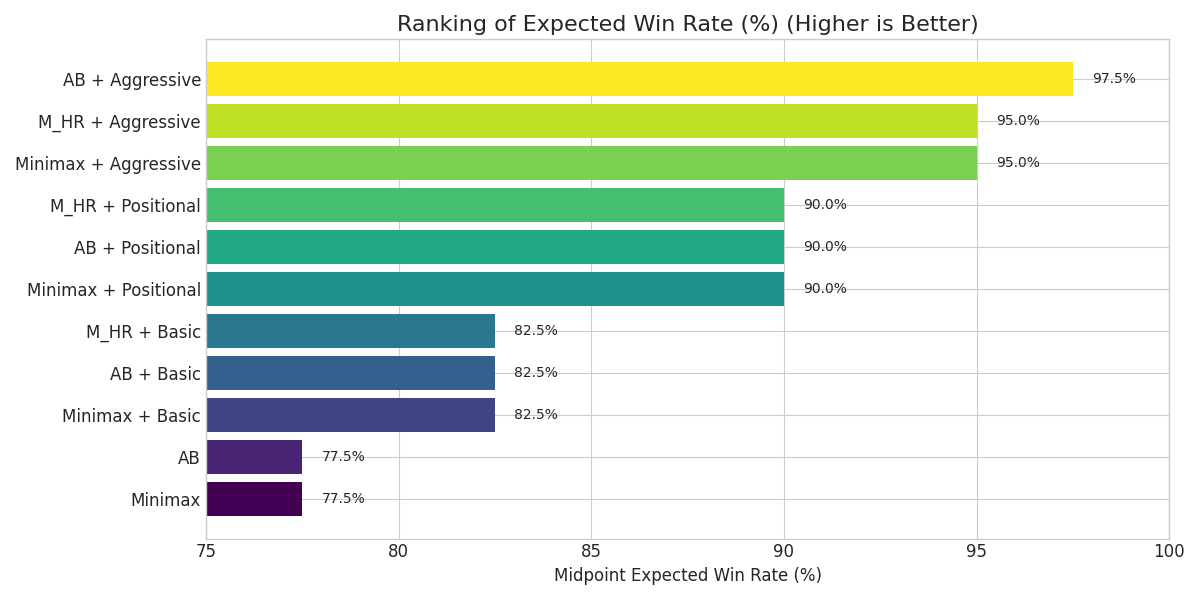 Ranking of Expected Win Rate (%) (Higher is Better)
AB + Aggressive 97.5%
M_HR + Aggressive 95.0%
Minimax + Aggressive 95.0%
M_HR + Positional 90.0%
AB + Positional 90.0%
Minimax + Positional 90.0%
M_HR + Basic 82.5%
AB + Basic 82.5%
Minimax + Basic 82.5%
AB 77.5%
Minimax 77.5%
75 80 85 90 95 100
Midpoint Expected Win Rate (%)